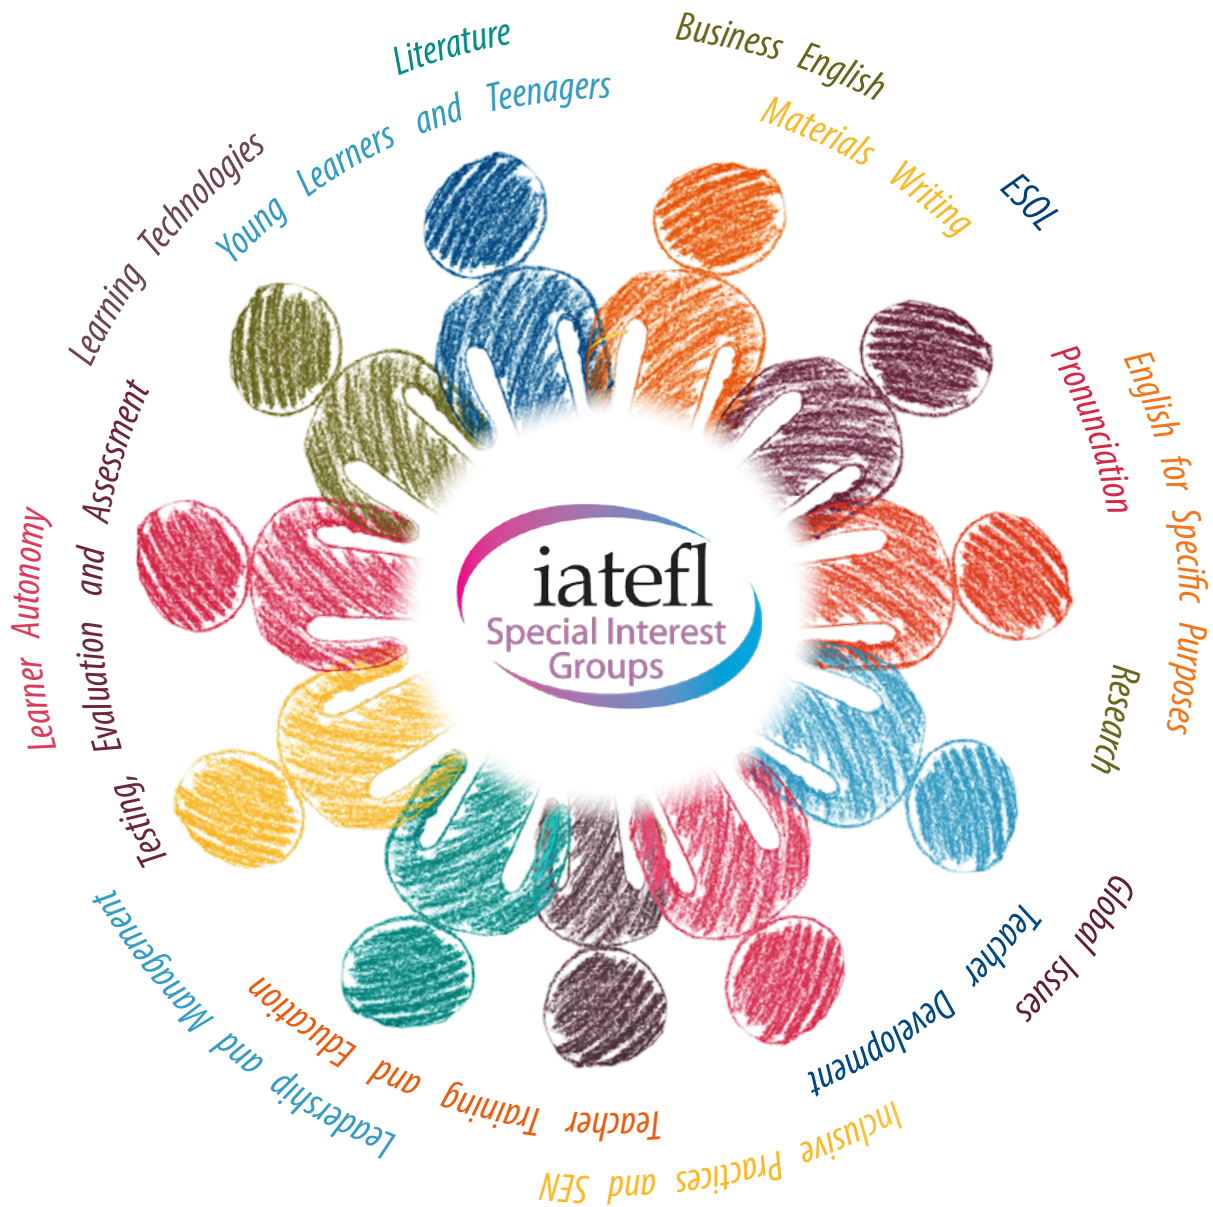 Literature
Business English
ESOL
English for Specific Purposes
Global Issues
Inclusive Practices and SEN
Leadership and Management
Learner Autonomy
Learning Technologies
Young Learners and Teenagers
Materials Writing
Pronunciation
Research
Teacher Development
Teacher Training and Education
Testing, Evaluation and Assessment
iatefl
Special Interest
Groups